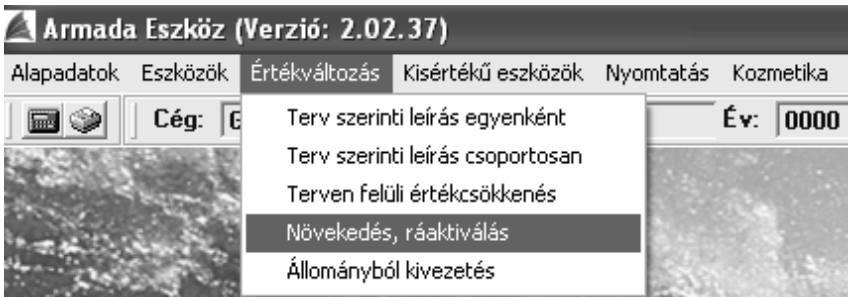 Armada Eszköz (Verzió: 2.02.37)
Alapadatok Eszközök Értékváltozás Kisértékű eszközök Nyomtatás Kozmetika
Cég: Év: 0000
Terv szerinti leírás egyenként
Terv szerinti leírás csoportosan
Terven felüli értékcsökkenés
Növekedés, ráaktiválás
Állományból kivezetés